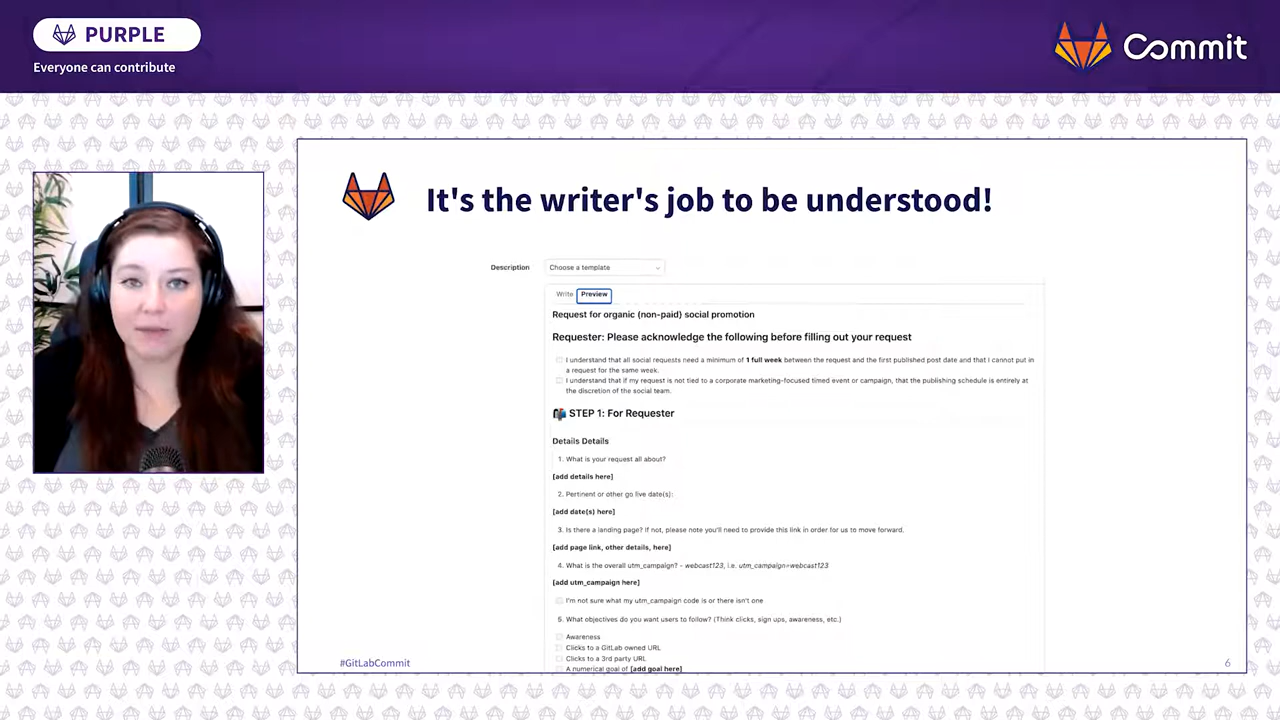 PURPLE
Everyone can contribute
Commit
It's the writer's job to be understood!
Description
Choose a template
Write
Preview
Request for organic (non-paid) social promotion
Requester: Please acknowledge the following before filling out your request
I understand that all social requests need a minimum of 1 full week between the request and the first published post date and that I cannot put in
a request for the same week.
I understand that if my request is not tied to a corporate marketing-focused timed event or campaign, that the publishing schedule is entirely at
the discretion of the social team.
STEP 1: For Requester
Details Details
1. What is your request all about?
[add details here]
2. Pertinent or other go live date(s):
[add date(s) here]
3. Is there a landing page? If not, please note you'll need to provide this link in order for us to move forward.
[add page link, other details, here]
4. What is the overall utm_campaign? - webcast123, i.e. utm_campaign=webcast123
[add utm_campaign here]
I'm not sure what my utm_campaign code is or there isn't one
5. What objectives do you want users to follow? (Think clicks, sign ups, awareness, etc.)
Awareness
Clicks to a GitLab owned URL
Clicks to a 3rd party URL
A numerical goal of [add goal here]
#GitLabCommit
6